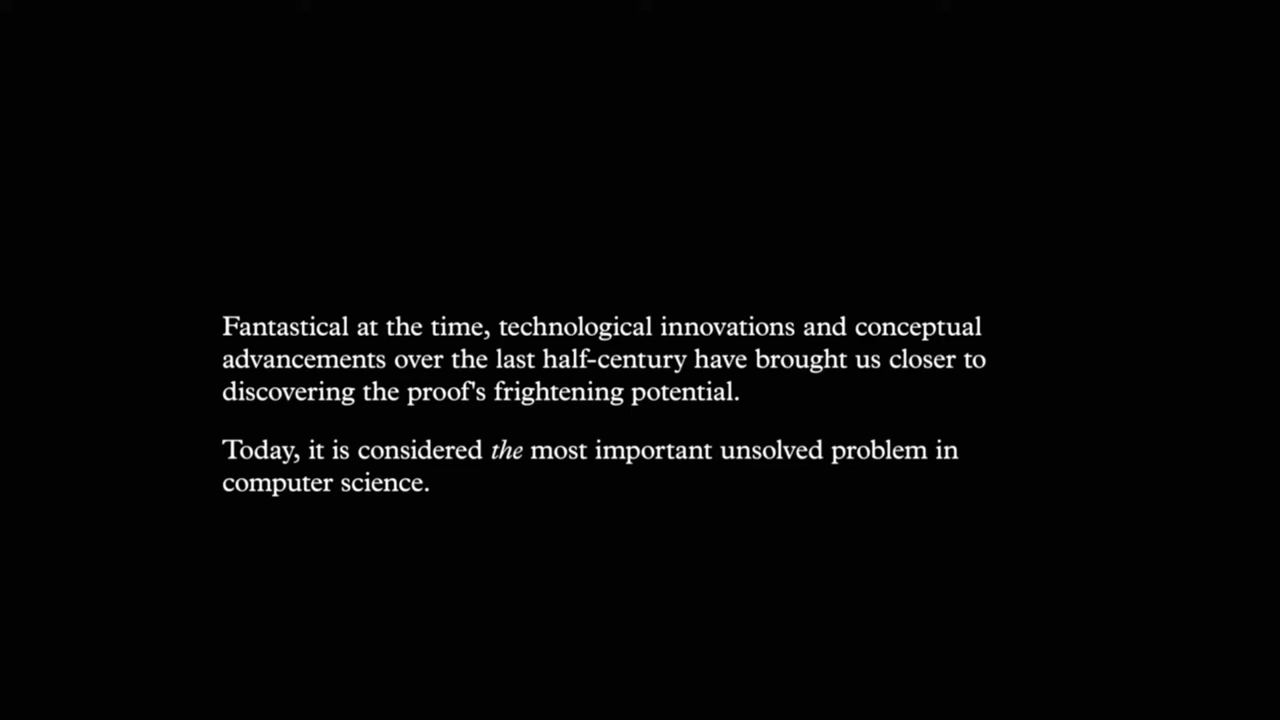 Fantastical at the time, technological innovations and conceptual
advancements over the last half-century have brought us closer to
discovering the proof's frightening potential.
Today, it is considered the most important unsolved problem in
computer science.